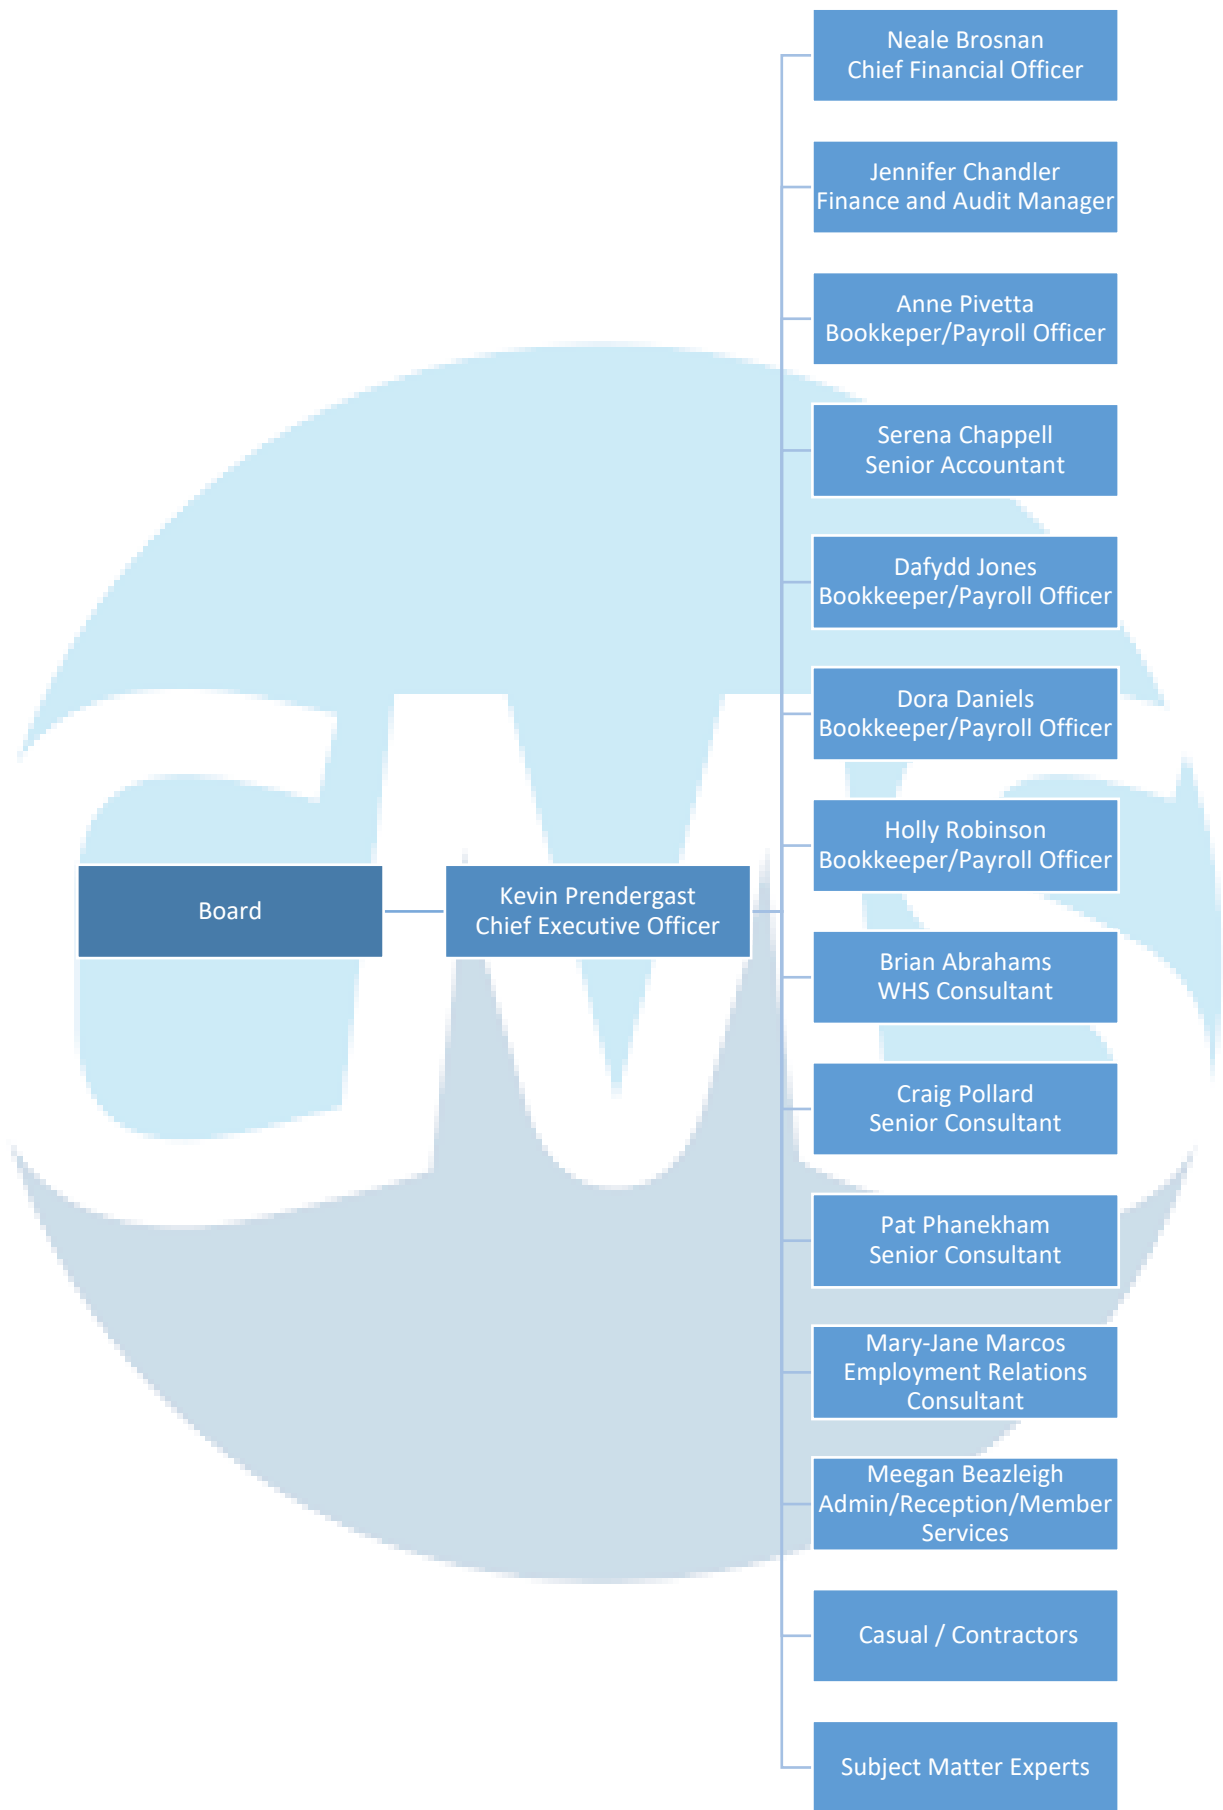 Neale Brosnan
Chief Financial Officer
Jennifer Chandler
Finance and Audit Manager
Anne Pivetta
Bookkeper/Payroll Officer
Serena Chappell
Senior Accountant
Dafydd Jones
Bookkeeper/Payroll Officer
Dora Daniels
Bookkeeper/Payroll Officer
Holly Robinson
Bookkeeper/Payroll Officer
Board
Kevin Prendergast
Chief Executive Officer
Brian Abrahams
WHS Consultant
Craig Pollard
Senior Consultant
Pat Phanekham
Senior Consultant
Mary-Jane Marcos
Employment Relations
Consultant
Meegan Beazleigh
Admin/Reception/Member
Services
Casual / Contractors
Subject Matter Experts